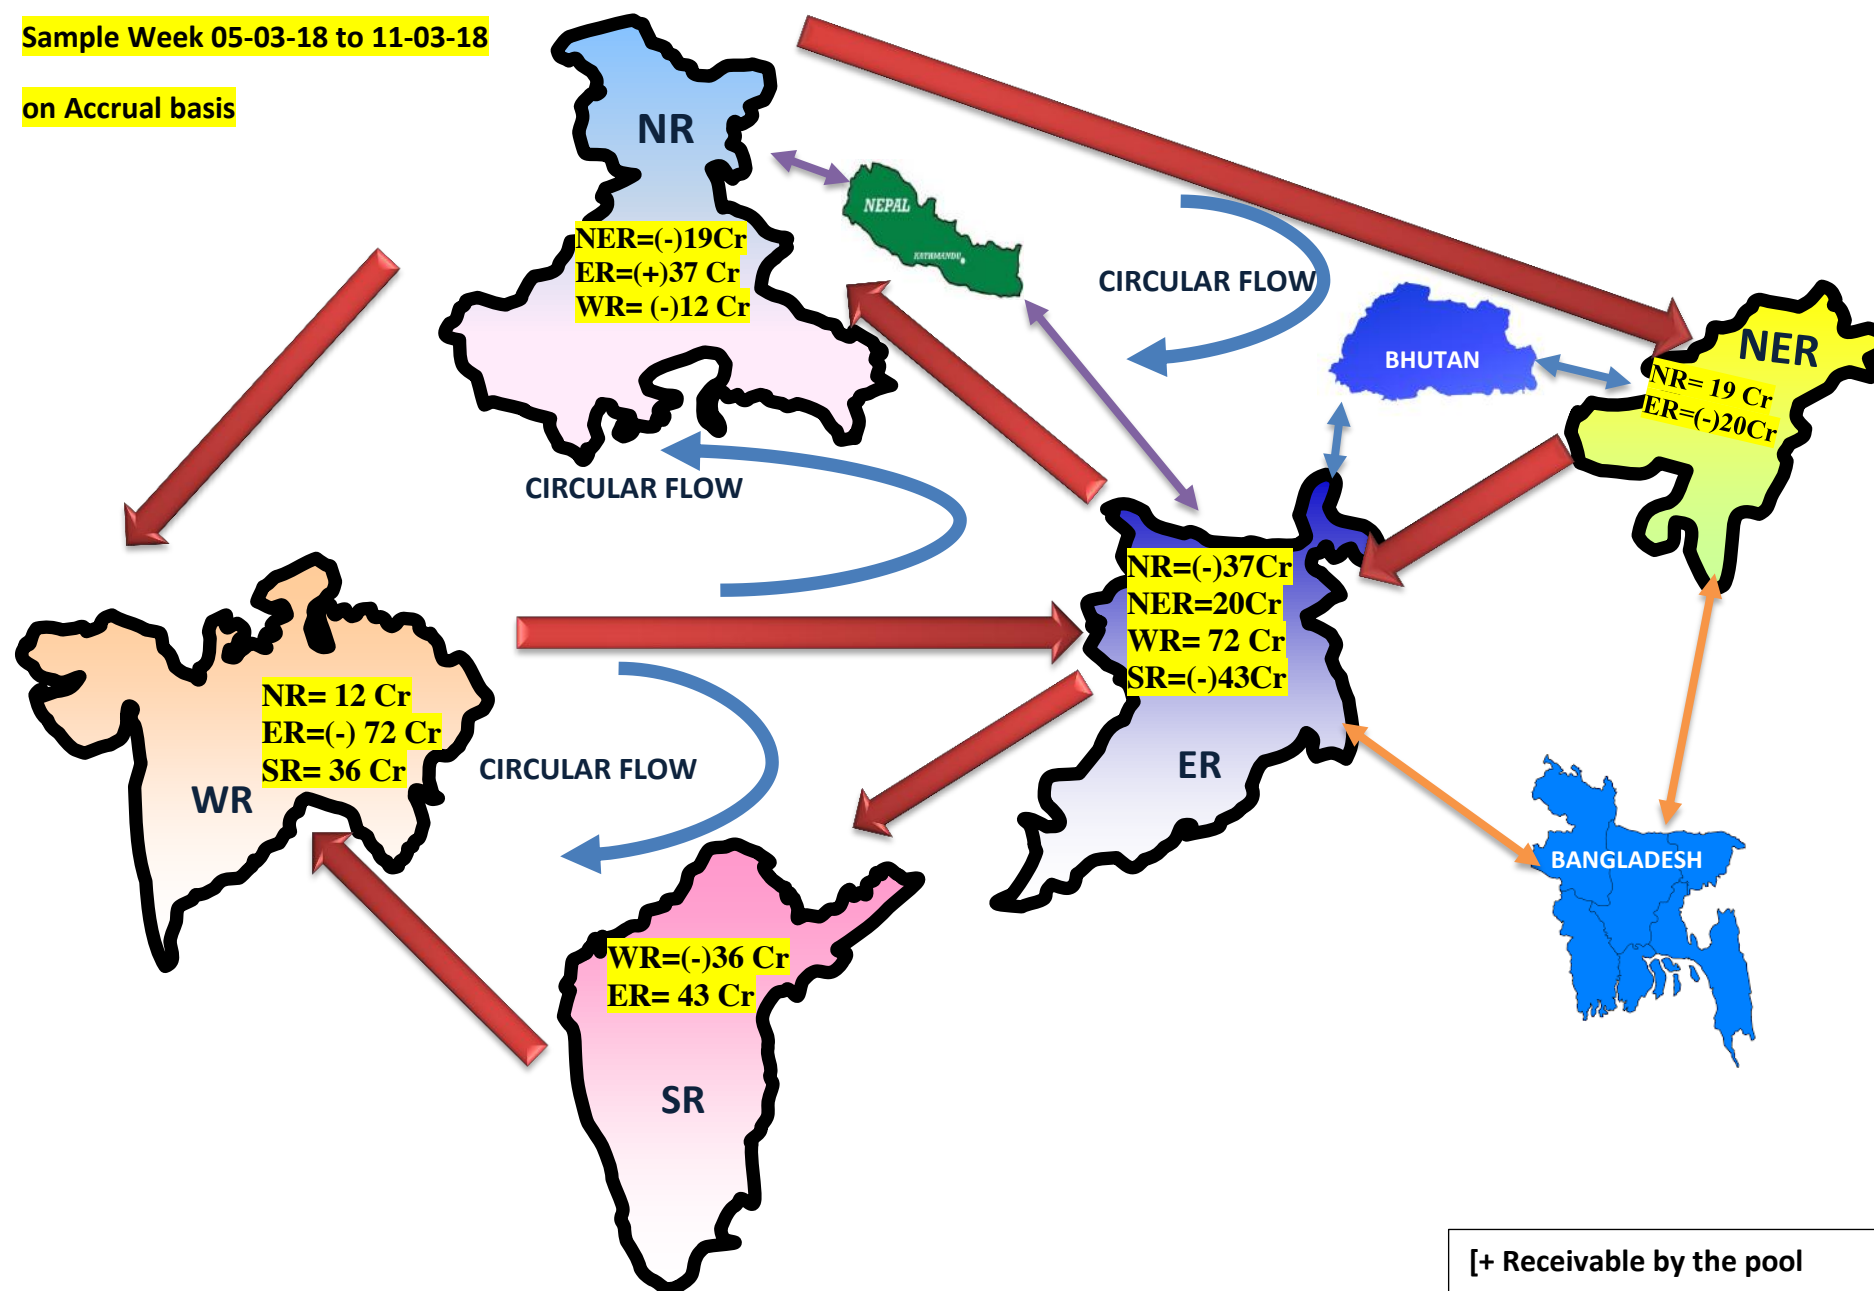 Sample Week 05-03-18 to 11-03-18
on Accrual basis
NR
NER=(-)19Cr
ER=(+)37 Cr
WR= (-)12 Cr
NEPAL
KATHMANDU
CIRCULAR FLOW
BHUTAN
NER
NR= 19 Cr
ER=(-)20Cr
CIRCULAR FLOW
NR=(-)37Cr
NER=20Cr
WR= 72 Cr
SR=(-)43Cr
ER
NR= 12 Cr
ER=(-) 72 Cr
SR= 36 Cr
WR
CIRCULAR FLOW
BANGLADESH
WR=(-)36 Cr
ER= 43 Cr
SR
[+ Receivable by the pool